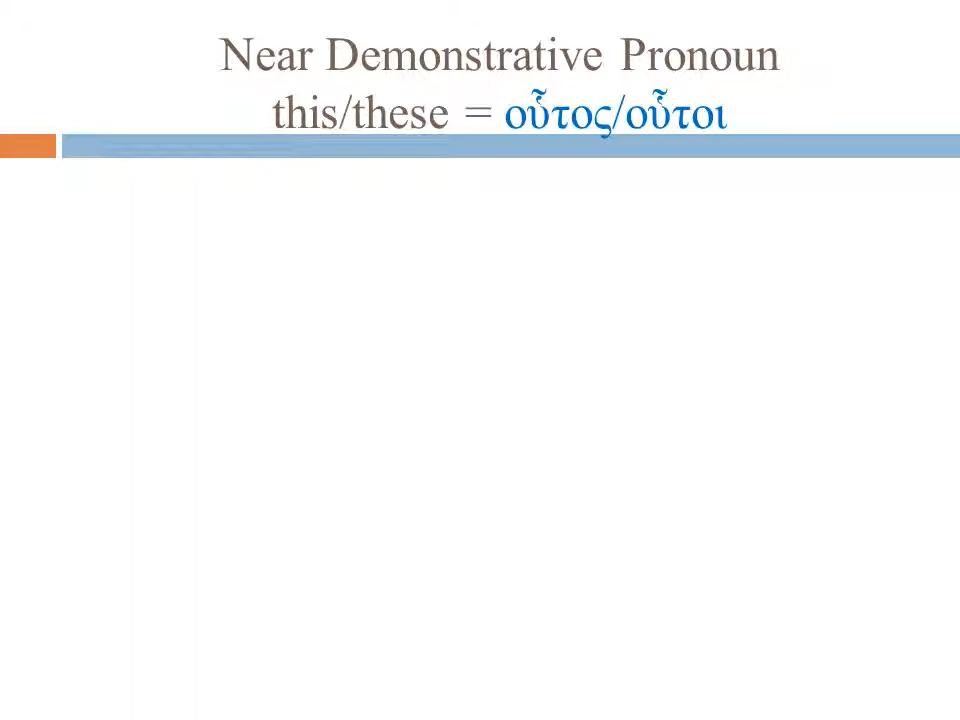 Near Demonstrative Pronoun
this/these = οὗτος/οὗτοι